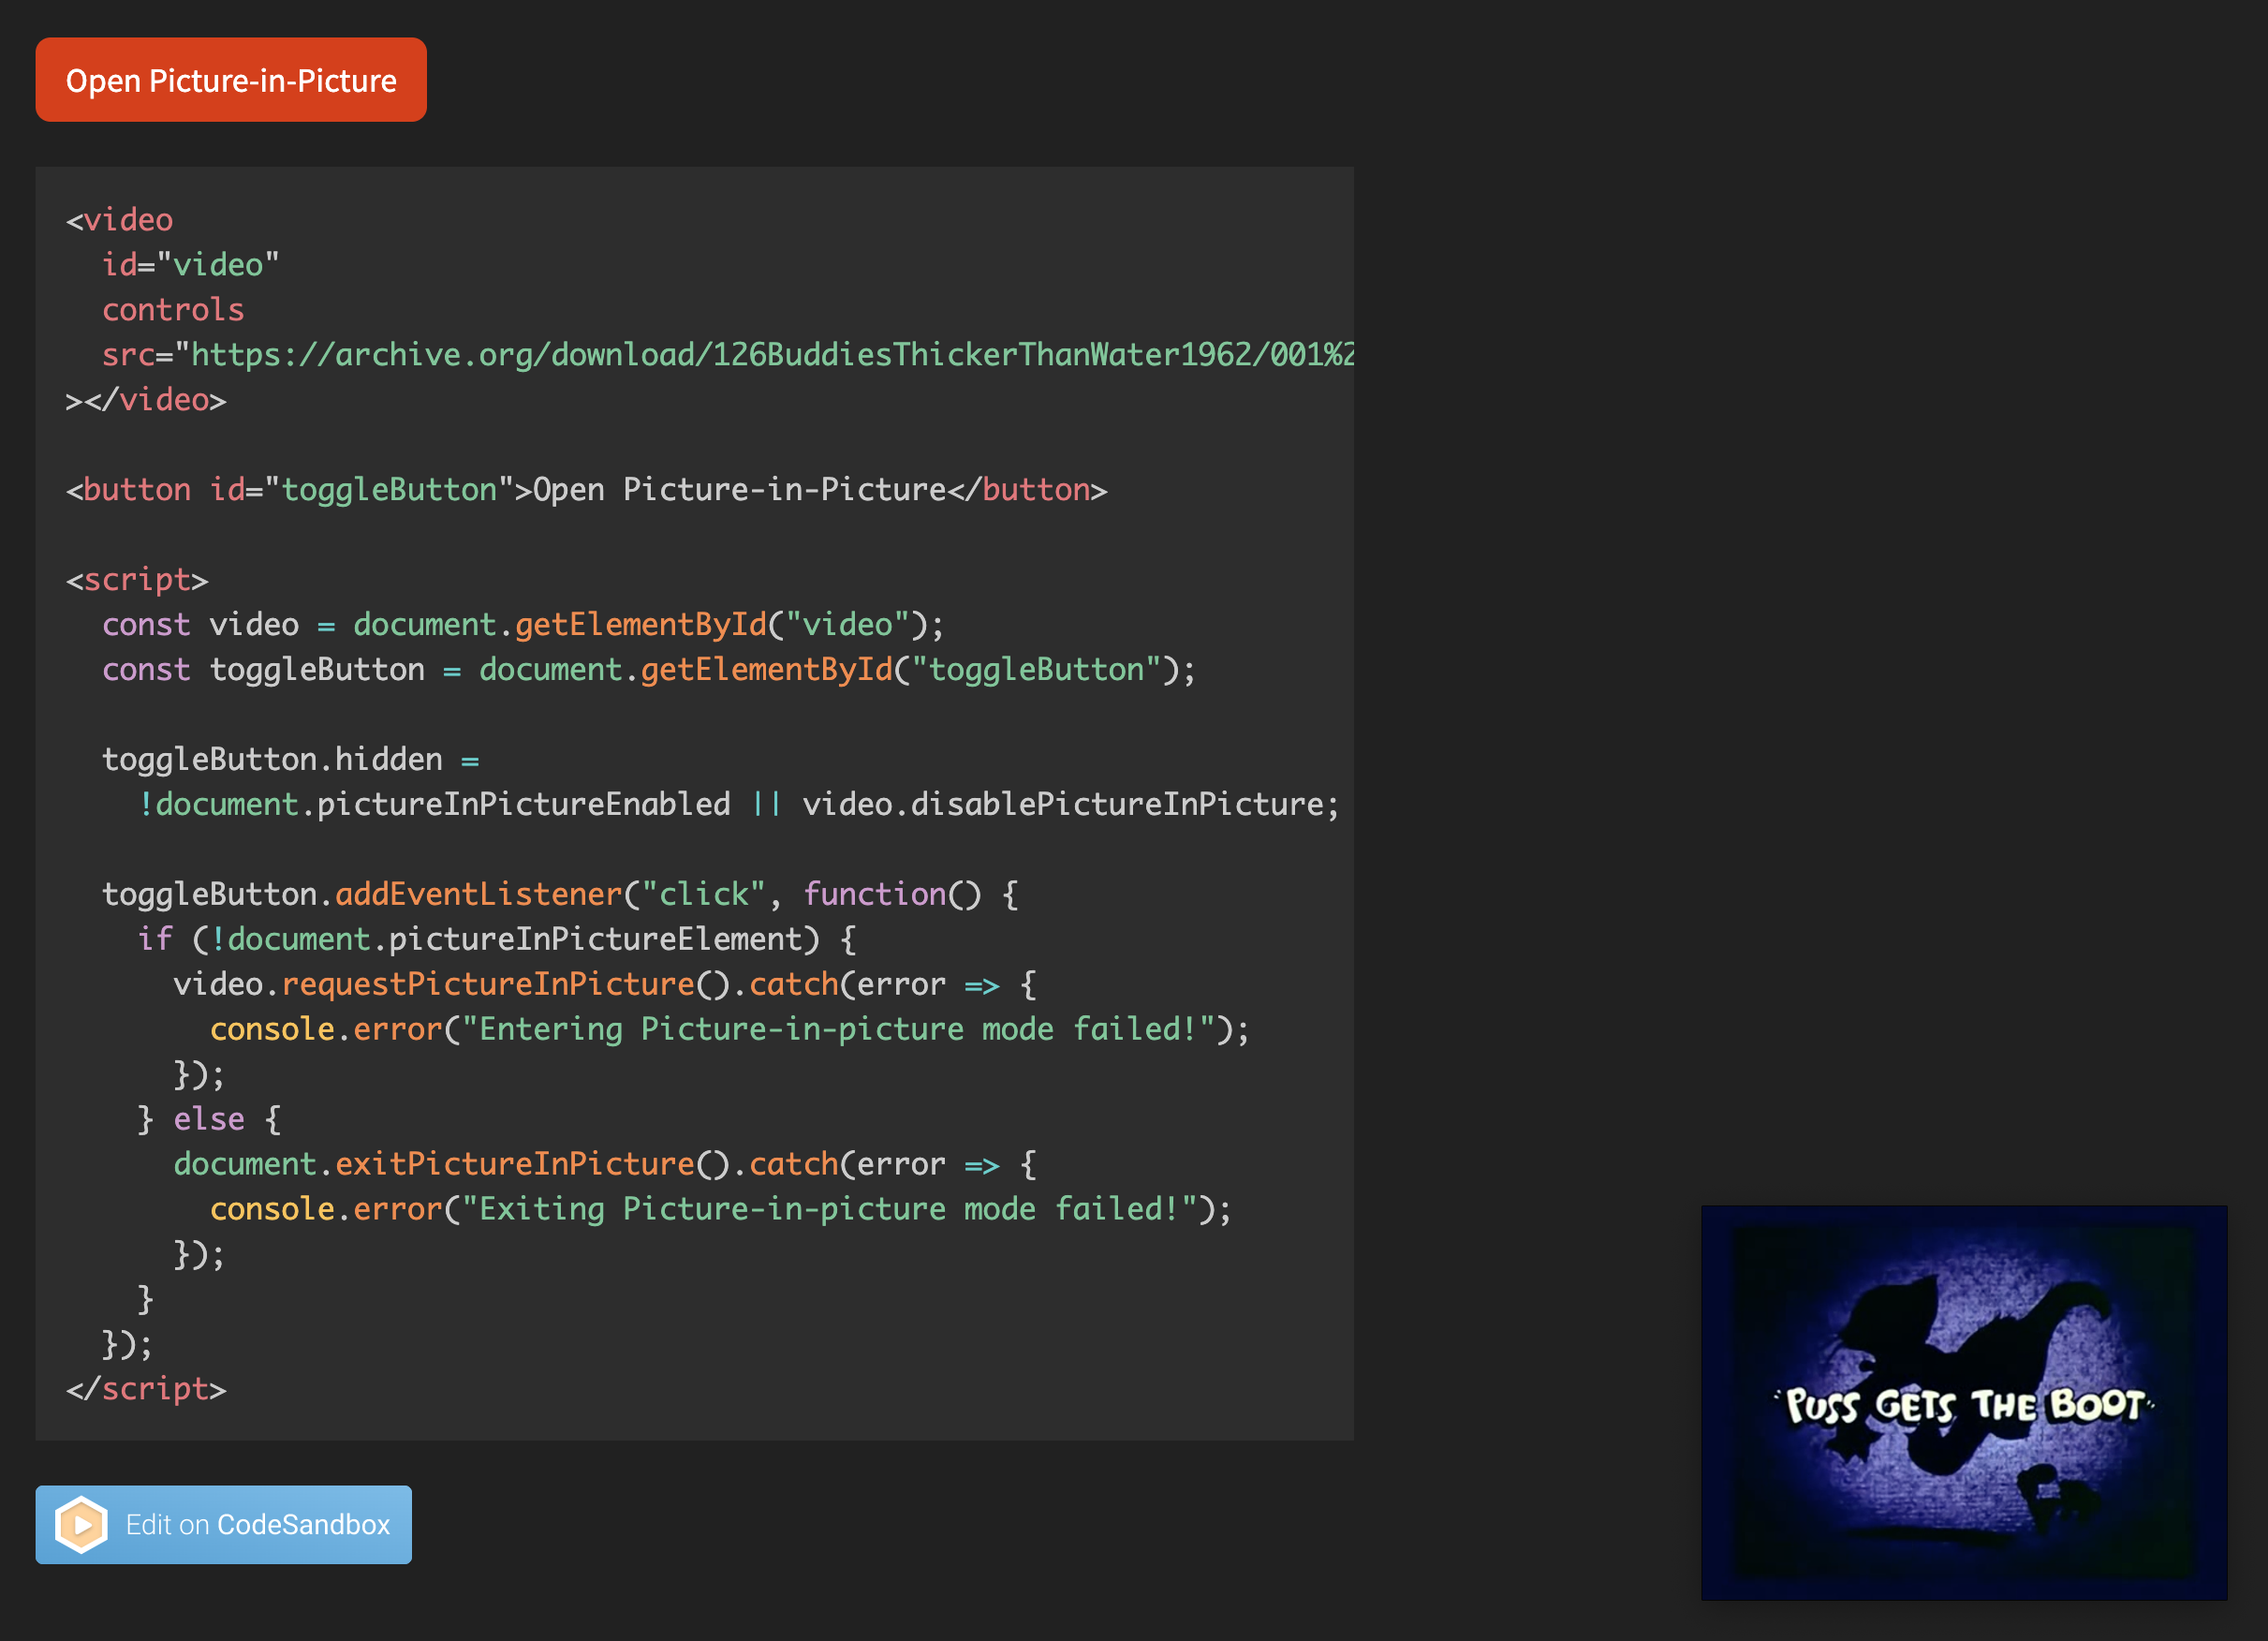 Open Picture-in-Picture
<video
  id="video"
  controls
  src="https://archive.org/download/126BuddiesThickerThanWater1962/001%2
></video>

<button id="toggleButton">Open Picture-in-Picture</button>

<script>
  const video = document.getElementById("video");
  const toggleButton = document.getElementById("toggleButton");

  toggleButton.hidden =
    !document.pictureInPictureEnabled || video.disablePictureInPicture;

  toggleButton.addEventListener("click", function() {
    if (!document.pictureInPictureElement) {
      video.requestPictureInPicture().catch(error => {
        console.error("Entering Picture-in-picture mode failed!");
      });
    } else {
      document.exitPictureInPicture().catch(error => {
        console.error("Exiting Picture-in-picture mode failed!");
      });
    }
  });
</script>
Edit on CodeSandbox
"PUSS GETS THE BOOT"